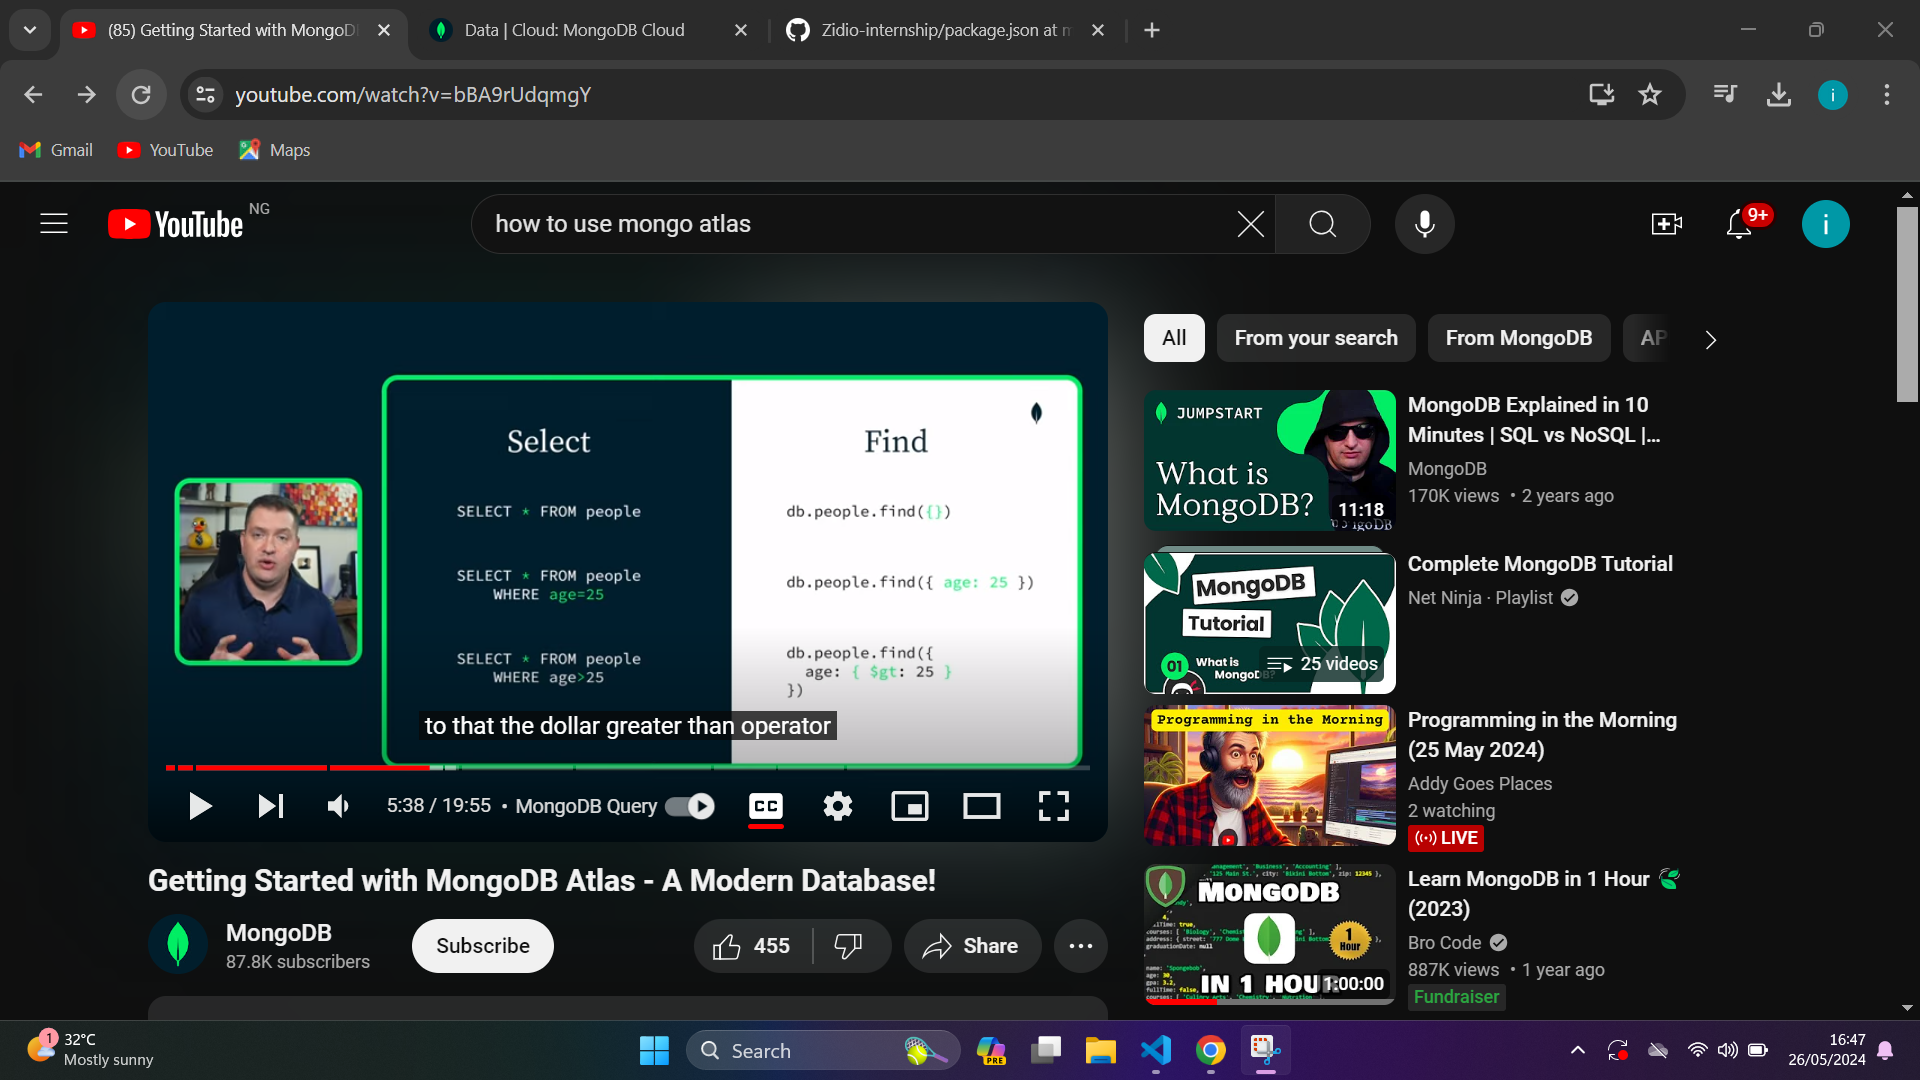 (85) Getting Started with MongoD
Data | Cloud: MongoDB Cloud
Zidio-internship/package.json at m
youtube.com/watch?v=bBA9rUdqmgY
Gmail
YouTube
Maps
YouTube
NG
how to use mongo atlas
9+
i
Select
SELECT * FROM people
SELECT * FROM people
WHERE age=25
SELECT * FROM people
WHERE age>25
Find
db.people.find({})
db.people.find({ age: 25 })
db.people.find({
age: { $gt: 25 }
})
to that the dollar greater than operator
5:38 / 19:55 • MongoDB Query
CC
Getting Started with MongoDB Atlas - A Modern Database!
MongoDB
87.8K subscribers
Subscribe
455
Share
All
From your search
From MongoDB
AP
JUMPSTART
What is
MongoDB?
11:18
MongoDB Explained in 10
Minutes | SQL vs NoSQL |...
MongoDB
170K views • 2 years ago
MongoDB
Tutorial
01
What is
MongoDB?
25 videos
Complete MongoDB Tutorial
Net Ninja · Playlist
Programming in the Morning
Programming in the Morning
(25 May 2024)
Addy Goes Places
2 watching
LIVE
MONGODB
1
Hour
IN 1 HOUR
1:00:00
Learn MongoDB in 1 Hour
(2023)
Bro Code
887K views • 1 year ago
Fundraiser
1
32°C
Mostly sunny
Search
PRE
16:47
26/05/2024